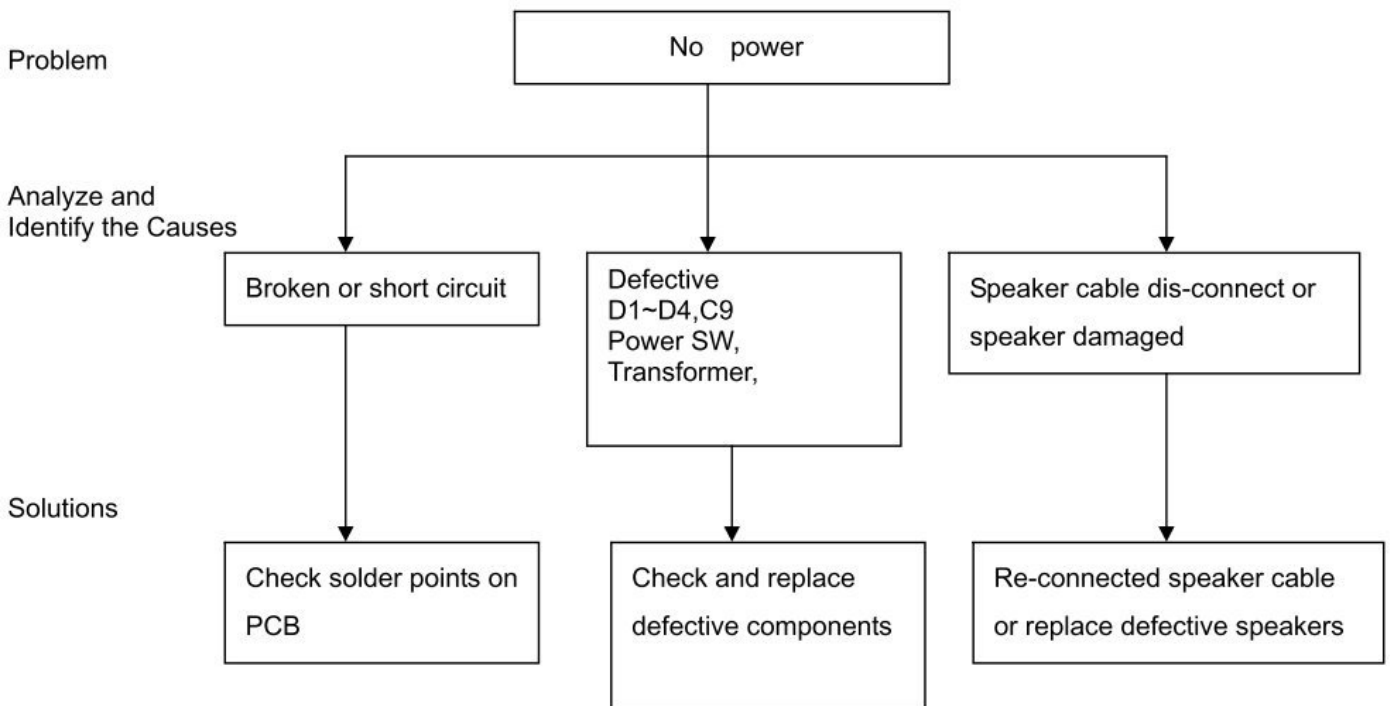 Problem
No power
Analyze and
Identify the Causes
Broken or short circuit
Defective
D1~D4,C9
Power SW,
Transformer,
Speaker cable dis-connect or
speaker damaged
Solutions
Check solder points on
PCB
Check and replace
defective components
Re-connected speaker cable
or replace defective speakers